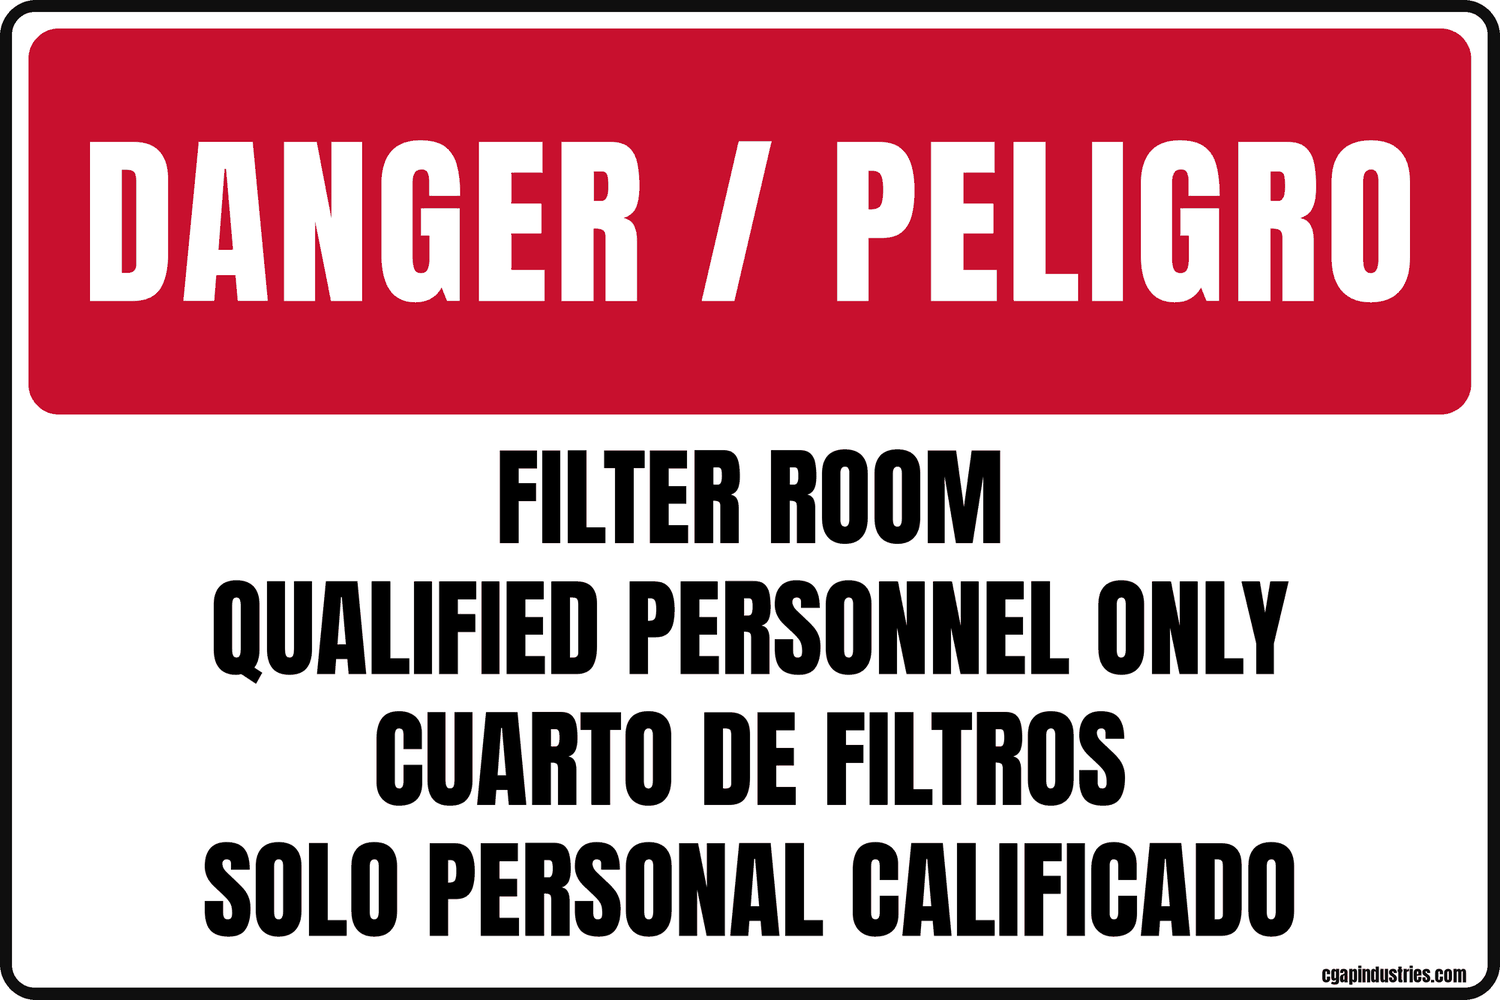 DANGER / PELIGRO
FILTER ROOM
QUALIFIED PERSONNEL ONLY
CUARTO DE FILTROS
SOLO PERSONAL CALIFICADO
cgapindustries.com